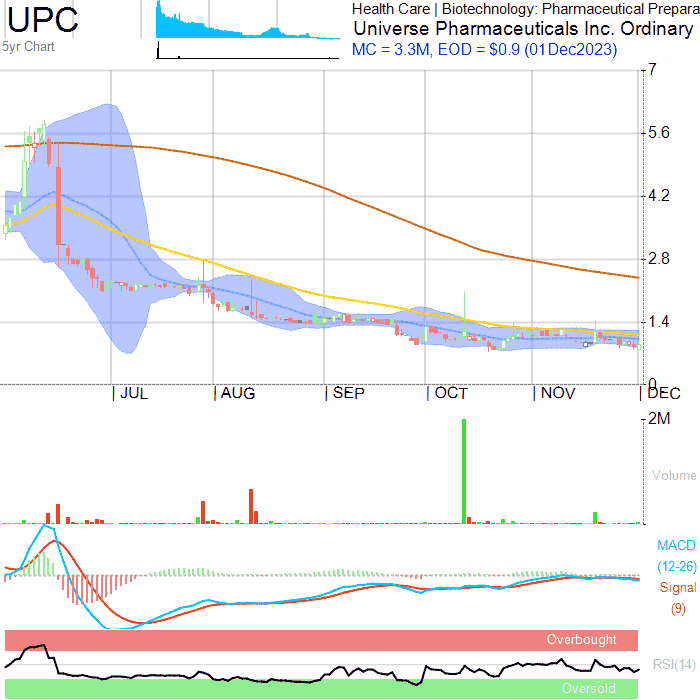 UPC
5yr Chart
Health Care | Biotechnology: Pharmaceutical Prepara
Universe Pharmaceuticals Inc. Ordinary
MC = 3.3M, EOD = $0.9 (01Dec2023)
7
5.6
4.2
2.8
1.4
0
JUL
AUG
SEP
OCT
NOV
DEC
2M
Volume
MACD
(12-26)
Signal
(9)
Overbought
RSI(14)
Oversold